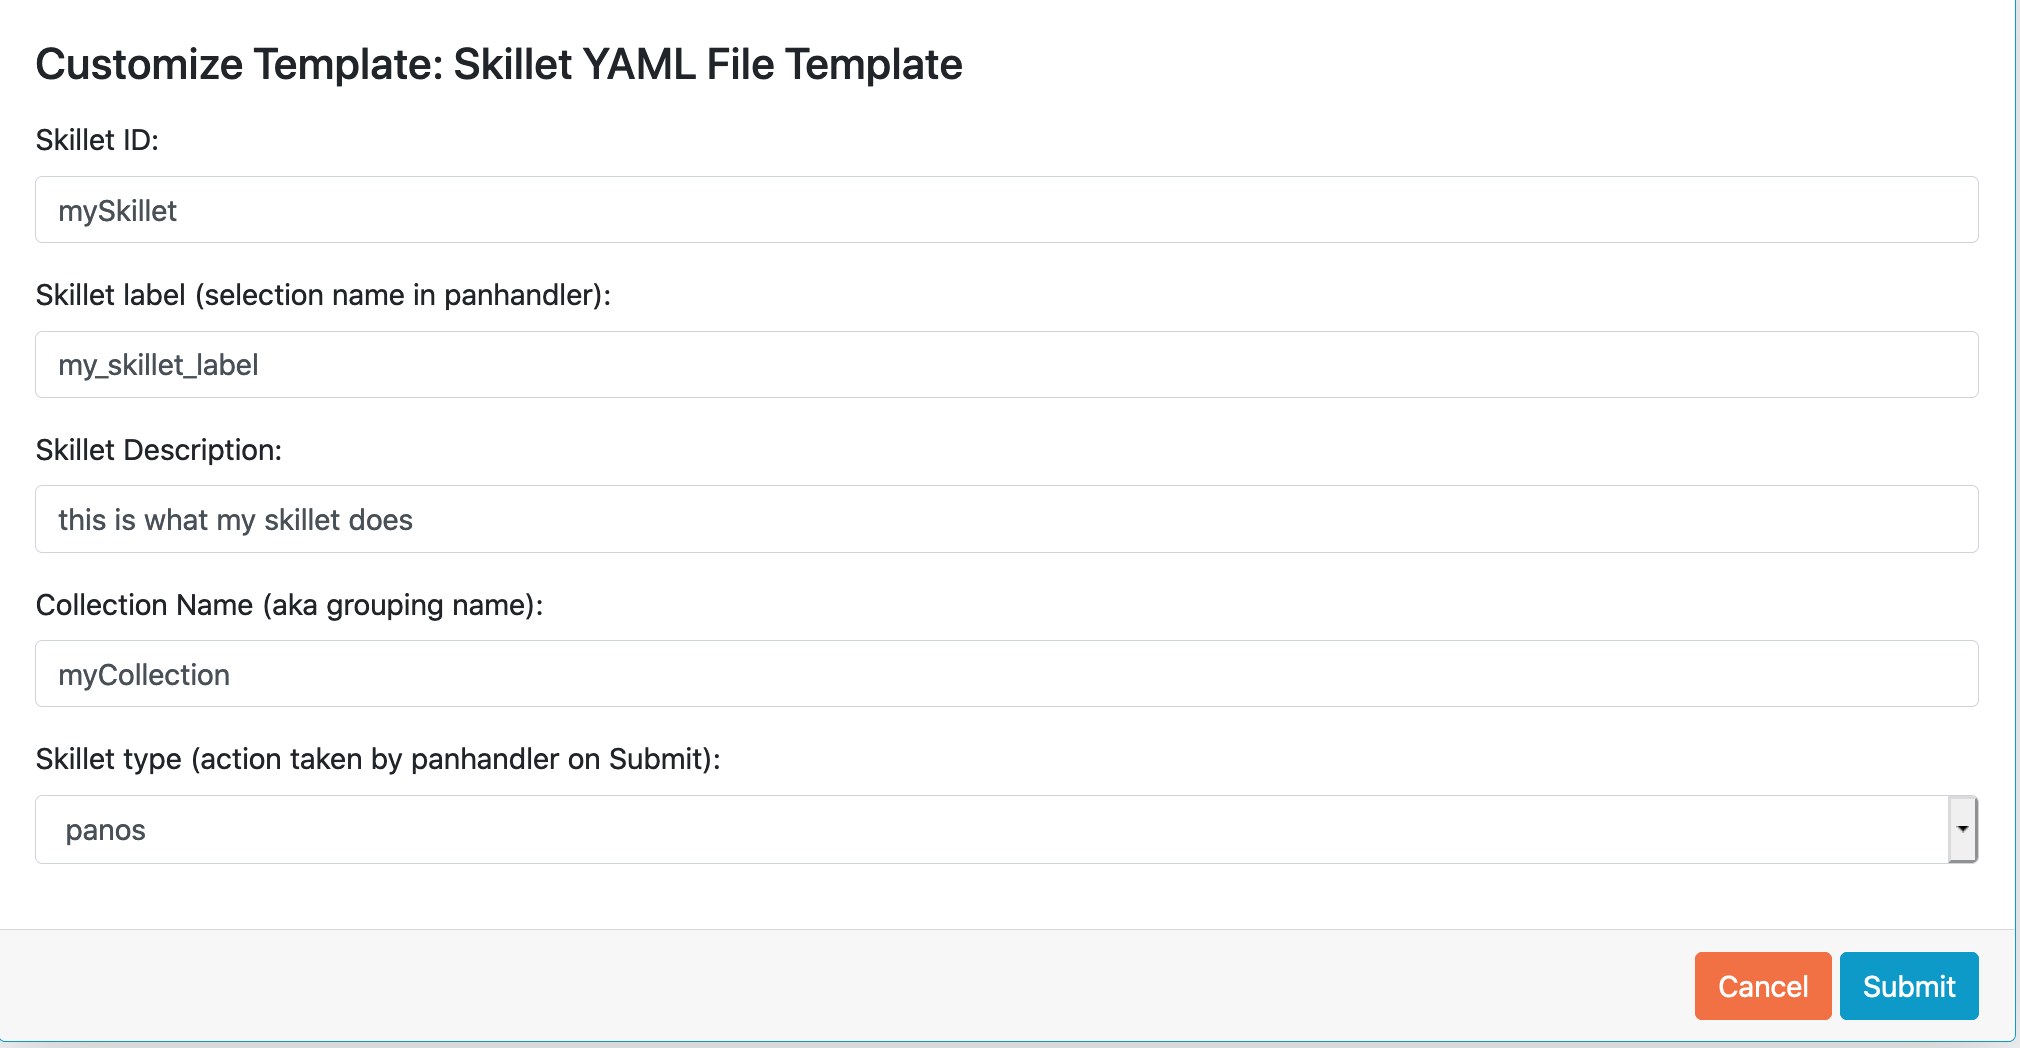 Customize Template: Skillet YAML File Template
Skillet ID:
mySkillet
Skillet label (selection name in panhandler):
my_skillet_label
Skillet Description:
this is what my skillet does
Collection Name (aka grouping name):
myCollection
Skillet type (action taken by panhandler on Submit):
panos
Cancel Submit